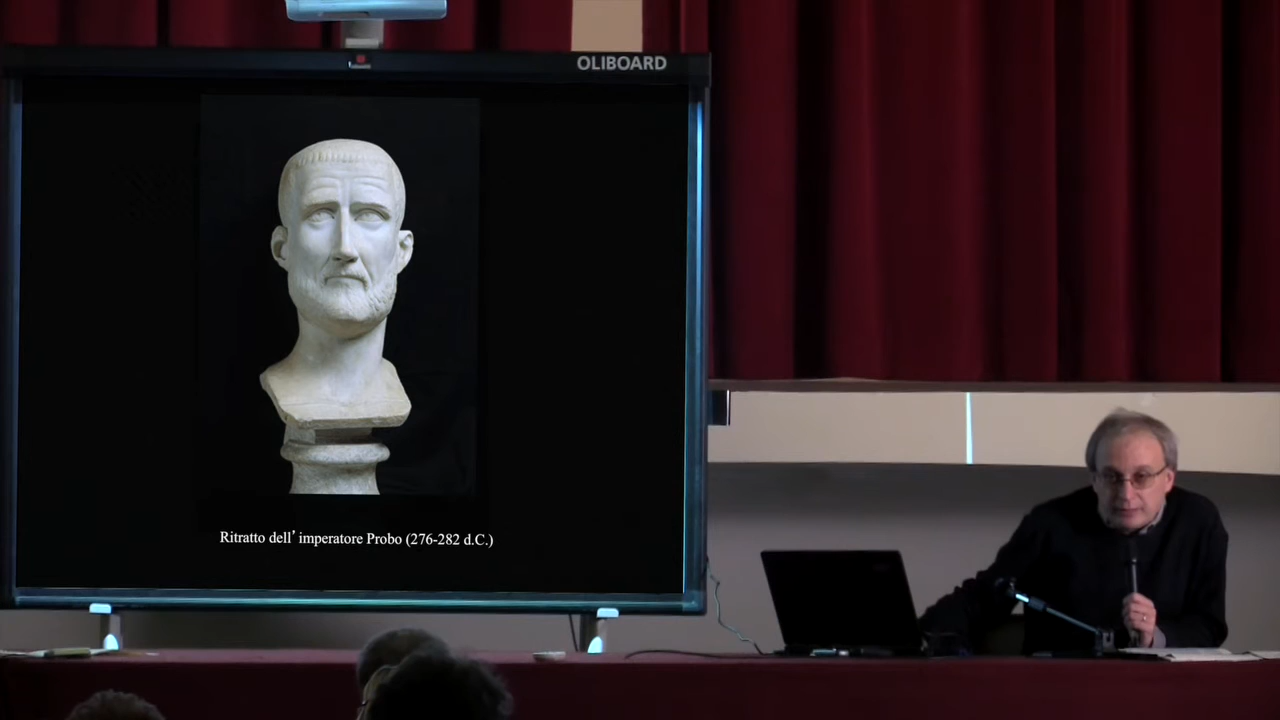 OLIBOARD
Ritratto dell’imperatore Probo (276-282 d.C.)